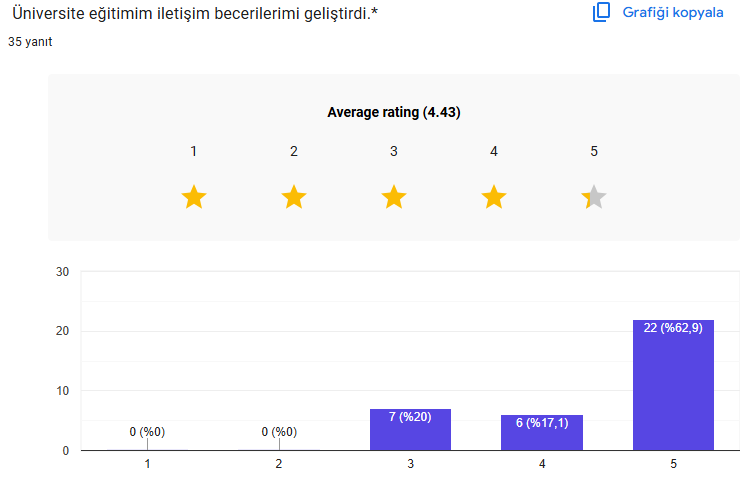 Üniversite eğitimim iletişim becerilerimi geliştirdi.*
Grafiği kopyala
35 yanıt
Average rating (4.43)
1 2 3 4 5
30
20
10
0
0 (%0)
0 (%0)
7 (%20)
6 (%17,1)
22 (%62,9)
1 2 3 4 5